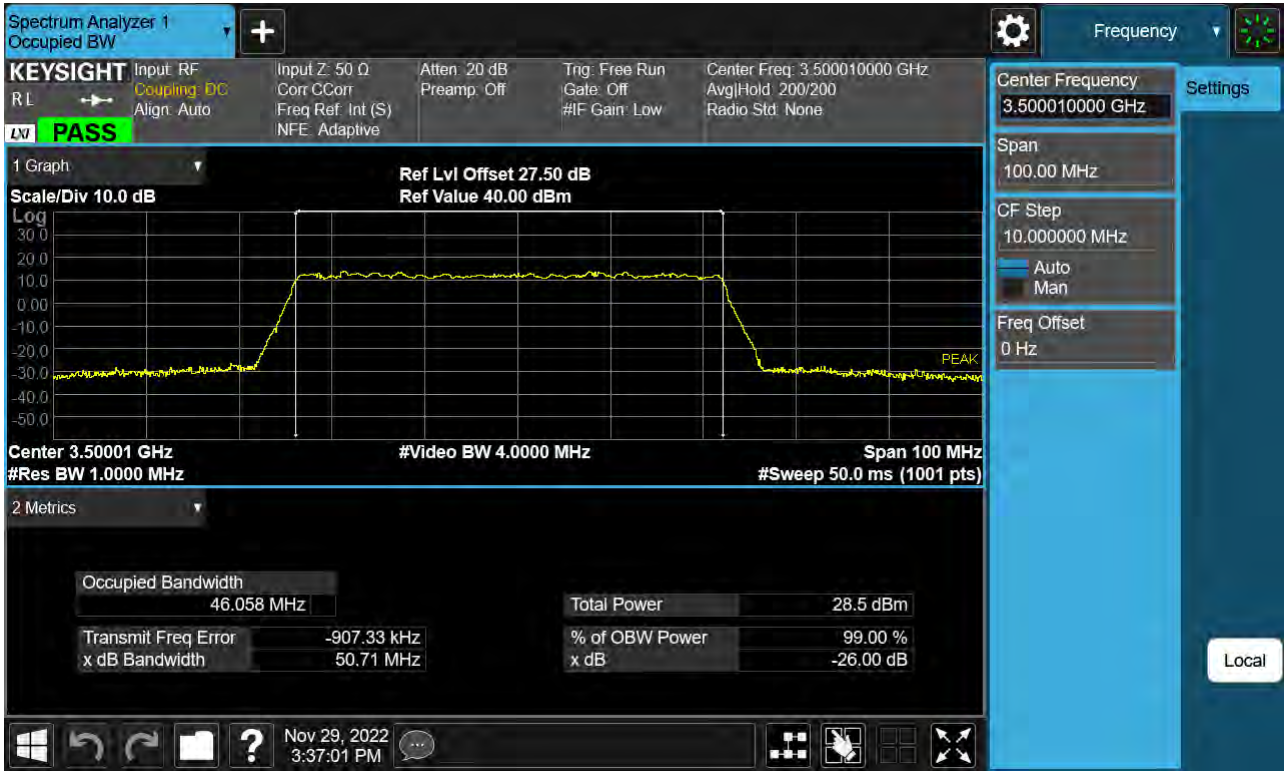 Spectrum Analyzer 1
Occupied BW
+
Frequency
KEYSIGHT
RL
LXI
PASS
Input: RF
Coupling: DC
Align: Auto
Input Z: 50 Ω
Corr CCorr
Freq Ref: Int (S)
NFE: Adaptive
Atten: 20 dB
Preamp: Off
Trig: Free Run
Gate: Off
#IF Gain: Low
Center Freq: 3.500010000 GHz
Avg|Hold: 200/200
Radio Std: None
Center Frequency
3.500010000 GHz
Settings
Span
100.00 MHz
CF Step
10.000000 MHz
Auto
Man
Freq Offset
0 Hz
Local
1 Graph
Scale/Div 10.0 dB
Ref Lvl Offset 27.50 dB
Ref Value 40.00 dBm
Log
30.0
20.0
10.0
0.00
-10.0
-20.0
-30.0
-40.0
-50.0
PEAK
Center 3.50001 GHz
#Video BW 4.0000 MHz
Span 100 MHz
#Res BW 1.0000 MHz
#Sweep 50.0 ms (1001 pts)
2 Metrics
Occupied Bandwidth
46.058 MHz
Total Power 28.5 dBm
Transmit Freq Error -907.33 kHz
% of OBW Power 99.00 %
x dB Bandwidth 50.71 MHz
x dB -26.00 dB
?
Nov 29, 2022
3:37:01 PM